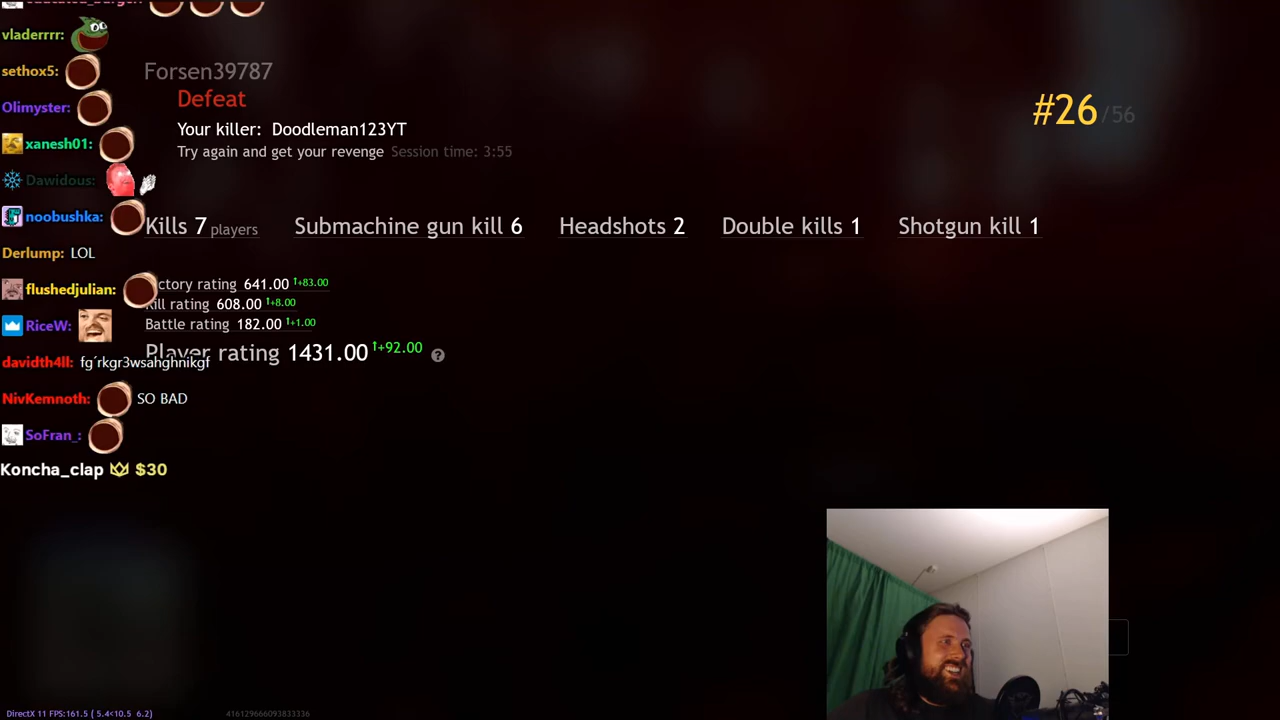 vladerrr:
sethox5:
Olimyster:
xanesh01:
Dawidous:
noobushka:
Derlump: LOL
flushedjulian:
RiceW:
davidth4ll: fg´rkgr3wsahghnikgf
NivKemnoth: SO BAD
SoFran_:
Koncha_clap $30
Forsen39787
Defeat
Your killer: Doodleman123YT
Try again and get your revenge Session time: 3:55
#26/56
Kills 7 players Submachine gun kill 6 Headshots 2 Double kills 1 Shotgun kill 1
ctory rating 641.00 +83.00
Kill rating 608.00 +8.00
Battle rating 182.00 +1.00
Player rating 1431.00 +92.00 ?
DirectX 11 FPS:161.5 ( 5.4<10.5 6.2)
416129666093833336